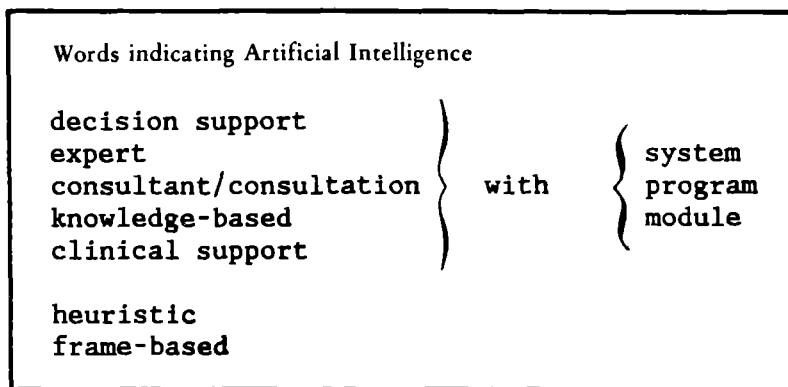 Words indicating Artificial Intelligence
decision support
expert system
consultant/consultation with program
knowledge-based module
clinical support
heuristic
frame-based